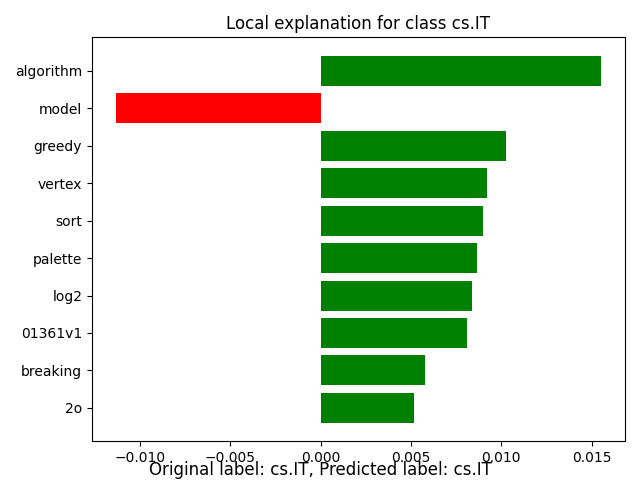 Local explanation for class cs.IT
algorithm
model
greedy
vertex
sort
palette
log2
01361v1
breaking
2o
−0.010 −0.005 0.000 0.005 0.010 0.015
Original label: cs.IT, Predicted label: cs.IT